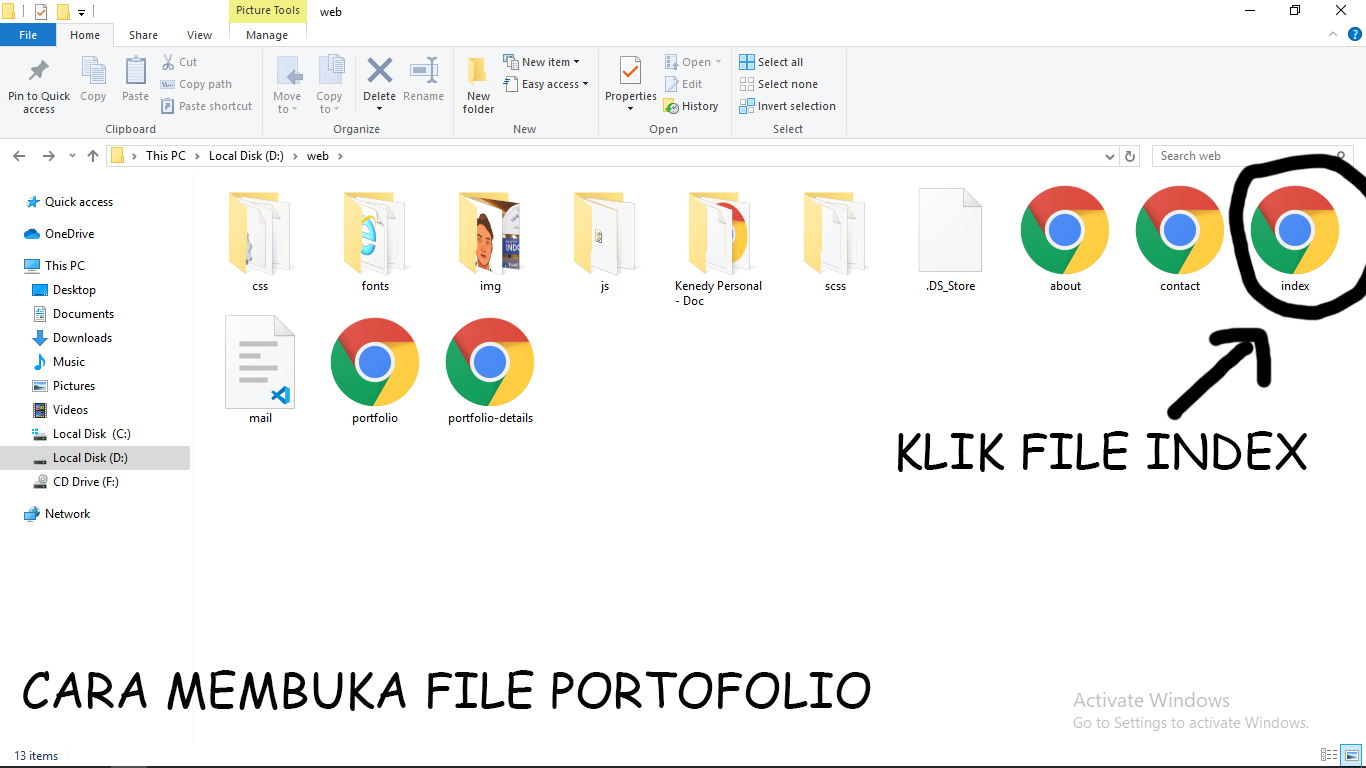 Picture Tools
web
File
Home
Share
View
Manage
Pin to Quick
access
Copy
Paste
Cut
Copy path
Paste shortcut
Clipboard
Move
to
Copy
to
Delete
Rename
Organize
New
folder
New item
Easy access
New
Properties
Open
Edit
History
Open
Select all
Select none
Invert selection
Select
This PC > Local Disk (D:) > web >
Search web
Quick access
OneDrive
This PC
Desktop
Documents
Downloads
Music
Pictures
Videos
Local Disk (C:)
Local Disk (D:)
CD Drive (F:)
Network
css
fonts
img
js
Kenedy Personal
- Doc
scss
.DS_Store
about
contact
index
mail
portfolio
portfolio-details
KLIK FILE INDEX
CARA MEMBUKA FILE PORTOFOLIO
Activate Windows
Go to Settings to activate Windows.
13 items